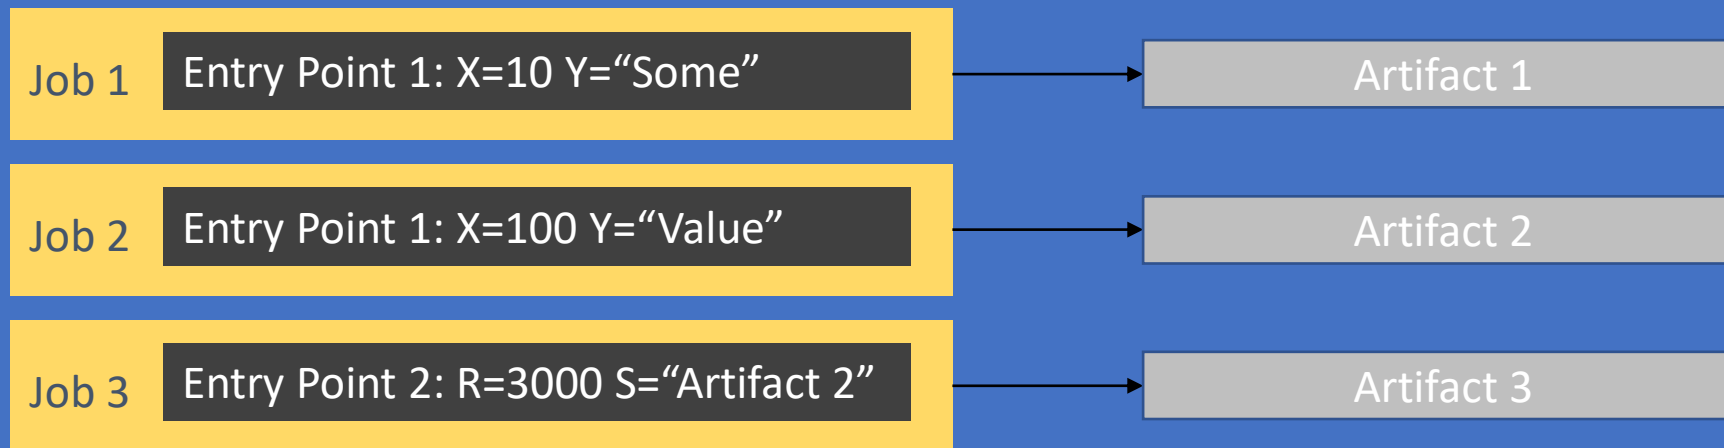 Job 1
Entry Point 1: X=10 Y=“Some”
Artifact 1
Job 2
Entry Point 1: X=100 Y=“Value”
Artifact 2
Job 3
Entry Point 2: R=3000 S=“Artifact 2”
Artifact 3